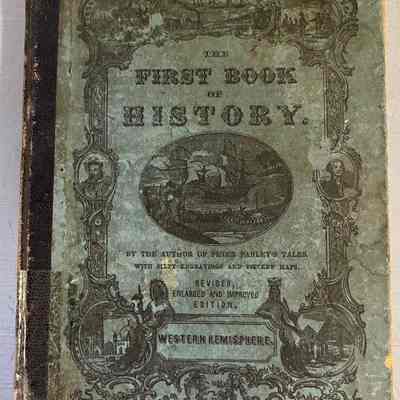 THE
FIRST BOOK
OF
HISTORY.
BY THE AUTHOR OF PETER PARLEY'S TALES.
WITH SIXTY ENGRAVINGS AND SIXTEEN MAPS.
REVISED,
ENLARGED AND IMPROVED
EDITION.
WESTERN HEMISPHERE.